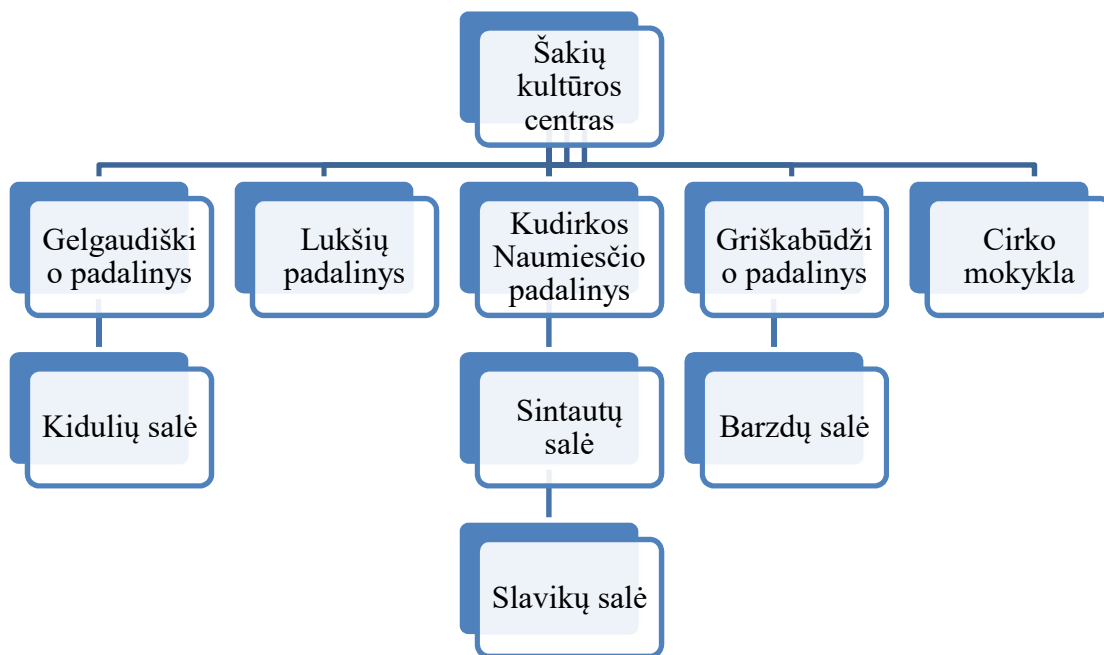 Šakių
kultūros
centras
Gelgaudiški
o padalinys
Lukšių
padalinys
Kudirkos
Naumiesčio
padalinys
Griškabūdži
o padalinys
Cirko
mokykla
Kidulių salė
Sintautų
salė
Barzdų salė
Slavikų salė